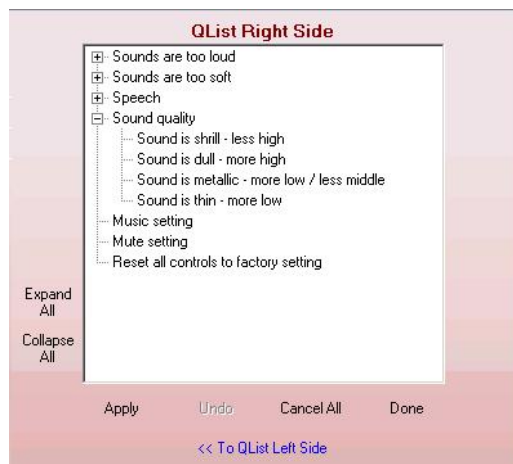 QList Right Side
Sounds are too loud
Sounds are too soft
Speech
Sound quality
Sound is shrill - less high
Sound is dull - more high
Sound is metallic - more low / less middle
Sound is thin - more low
Music setting
Mute setting
Reset all controls to factory setting
Expand
All
Collapse
All
Apply Undo Cancel All Done
<< To QList Left Side